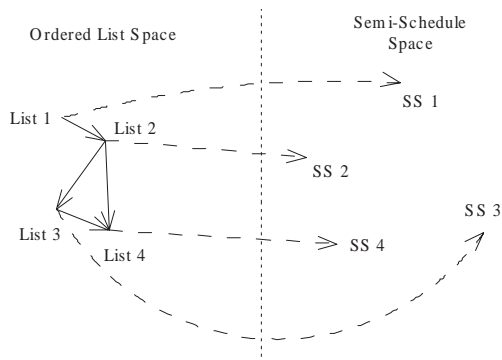 Ordered List Space
Semi-Schedule
Space
List 1
List 2
SS 1
SS 2
List 3
List 4
SS 4
SS 3